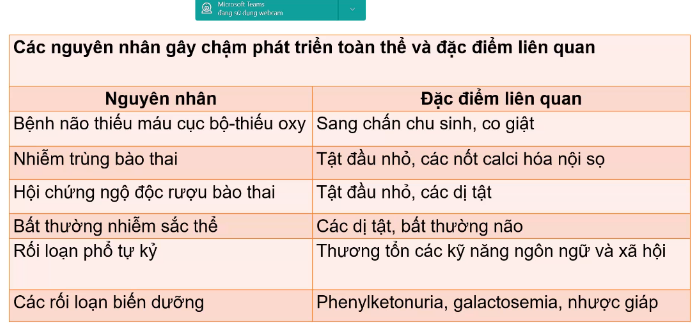 Microsoft Teams
đang sử dụng webcam
Các nguyên nhân gây chậm phát triển toàn thể và đặc điểm liên quan
Nguyên nhân Đặc điểm liên quan
Bệnh não thiếu máu cục bộ-thiếu oxy Sang chấn chu sinh, co giật
Nhiễm trùng bào thai Tật đầu nhỏ, các nốt calci hóa nội sọ
Hội chứng ngộ độc rượu bào thai Tật đầu nhỏ, các dị tật
Bất thường nhiễm sắc thể Các dị tật, bất thường não
Rối loạn phổ tự kỷ Thương tổn các kỹ năng ngôn ngữ và xã hội
Các rối loạn biến dưỡng Phenylketonuria, galactosemia, nhược giáp